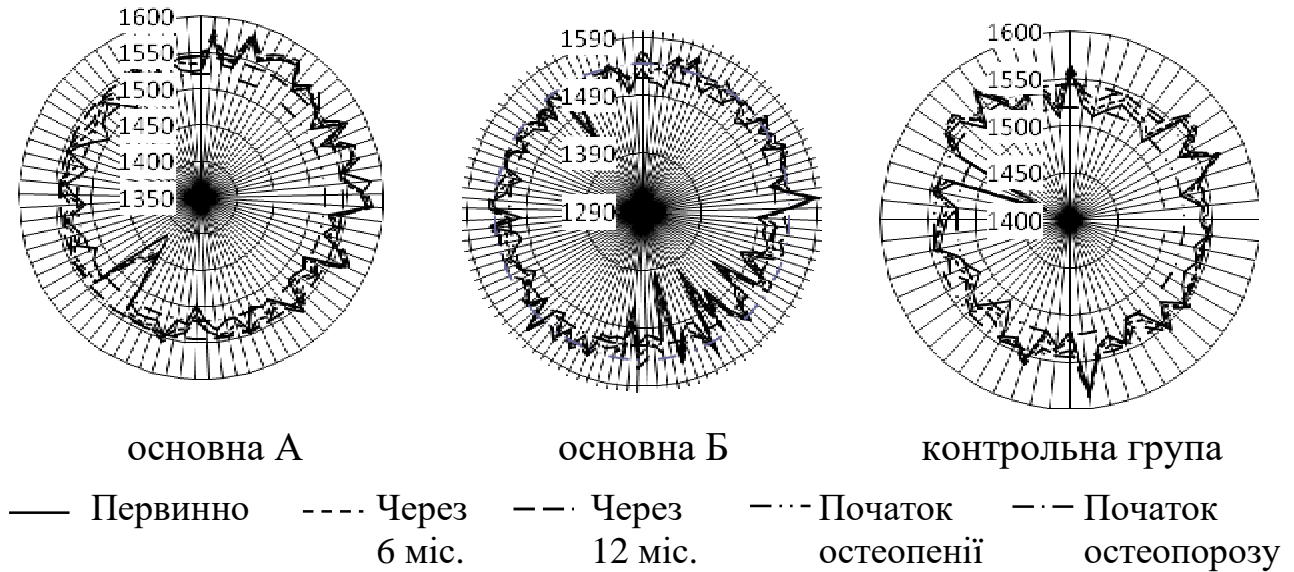 1600
1550
1500
1450
1400
1350
1590
1490
1390
1290
1600
1550
1500
1450
1400
основна А
основна Б
контрольна група
Первинно
Через
6 міс.
Через
12 міс.
Початок
остеопенії
Початок
остеопорозу